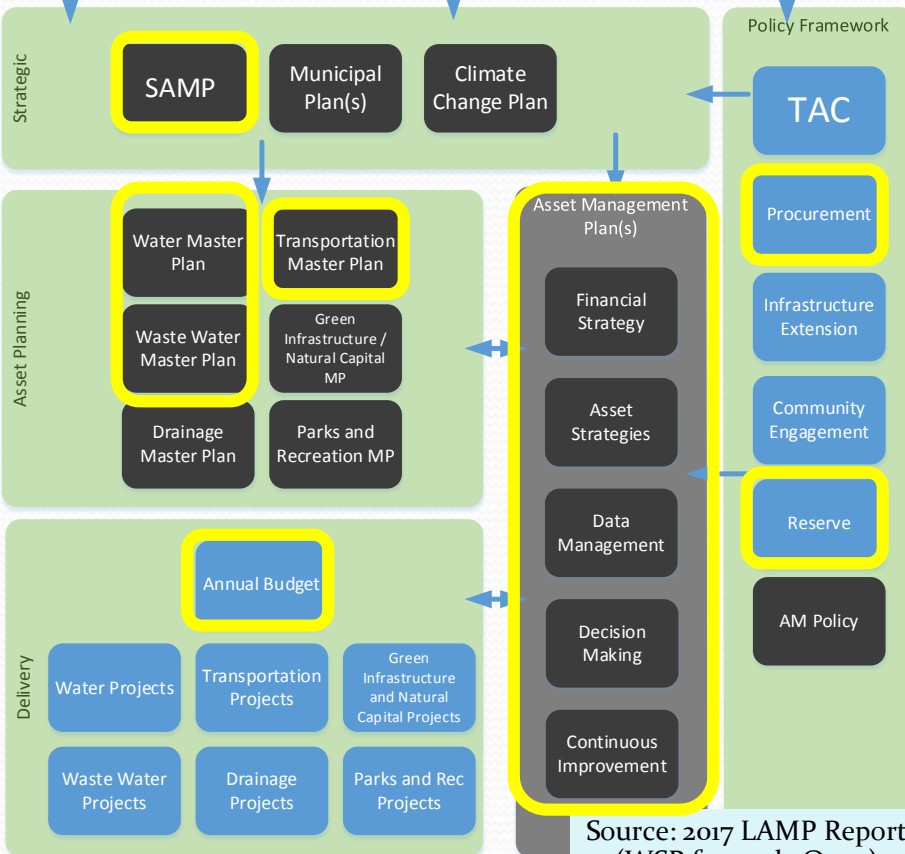 Strategic
SAMP
Municipal
Plan(s)
Climate
Change Plan
Asset Planning
Water Master
Plan
Transportation
Master Plan
Waste Water
Master Plan
Green
Infrastructure /
Natural Capital
MP
Drainage
Master Plan
Parks and
Recreation MP
Delivery
Annual Budget
Water Projects
Transportation
Projects
Green
Infrastructure
and Natural
Capital Projects
Waste Water
Projects
Drainage
Projects
Parks and Rec
Projects
Asset Management
Plan(s)
Financial
Strategy
Asset
Strategies
Data
Management
Decision
Making
Continuous
Improvement
Policy Framework
TAC
Procurement
Infrastructure
Extension
Community
Engagement
Reserve
AM Policy
Source: 2017 LAMP Report